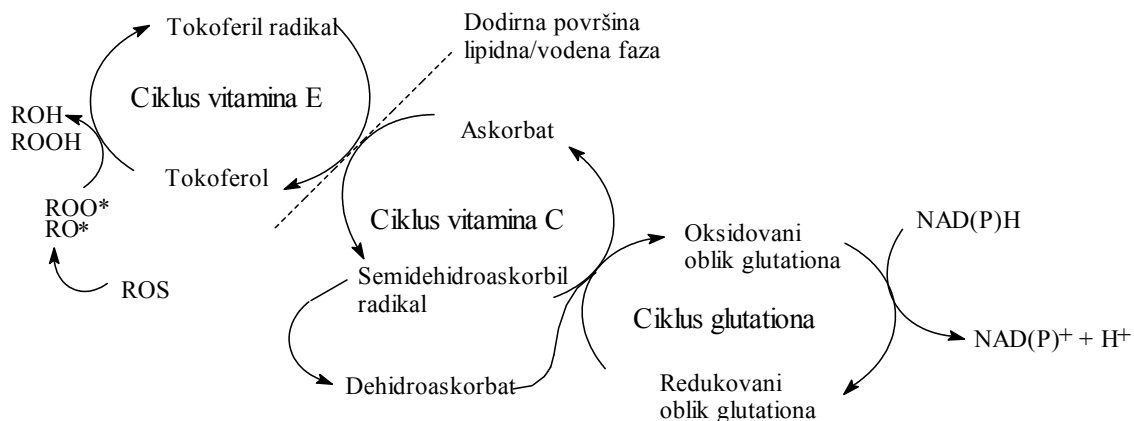 Tokoferil radikal
Dodirna površina
lipidna/vodena faza
Ciklus vitamina E
ROH
ROOH
Askorbat
Tokoferol
ROO*
RO*
Ciklus vitamina C
NAD(P)H
Oksidovani
oblik glutationa
ROS
Semidehidroaskorbil
radikal
Ciklus glutationa
NAD(P)⁺ + H⁺
Dehidroaskorbat
Redukovani
oblik glutationa